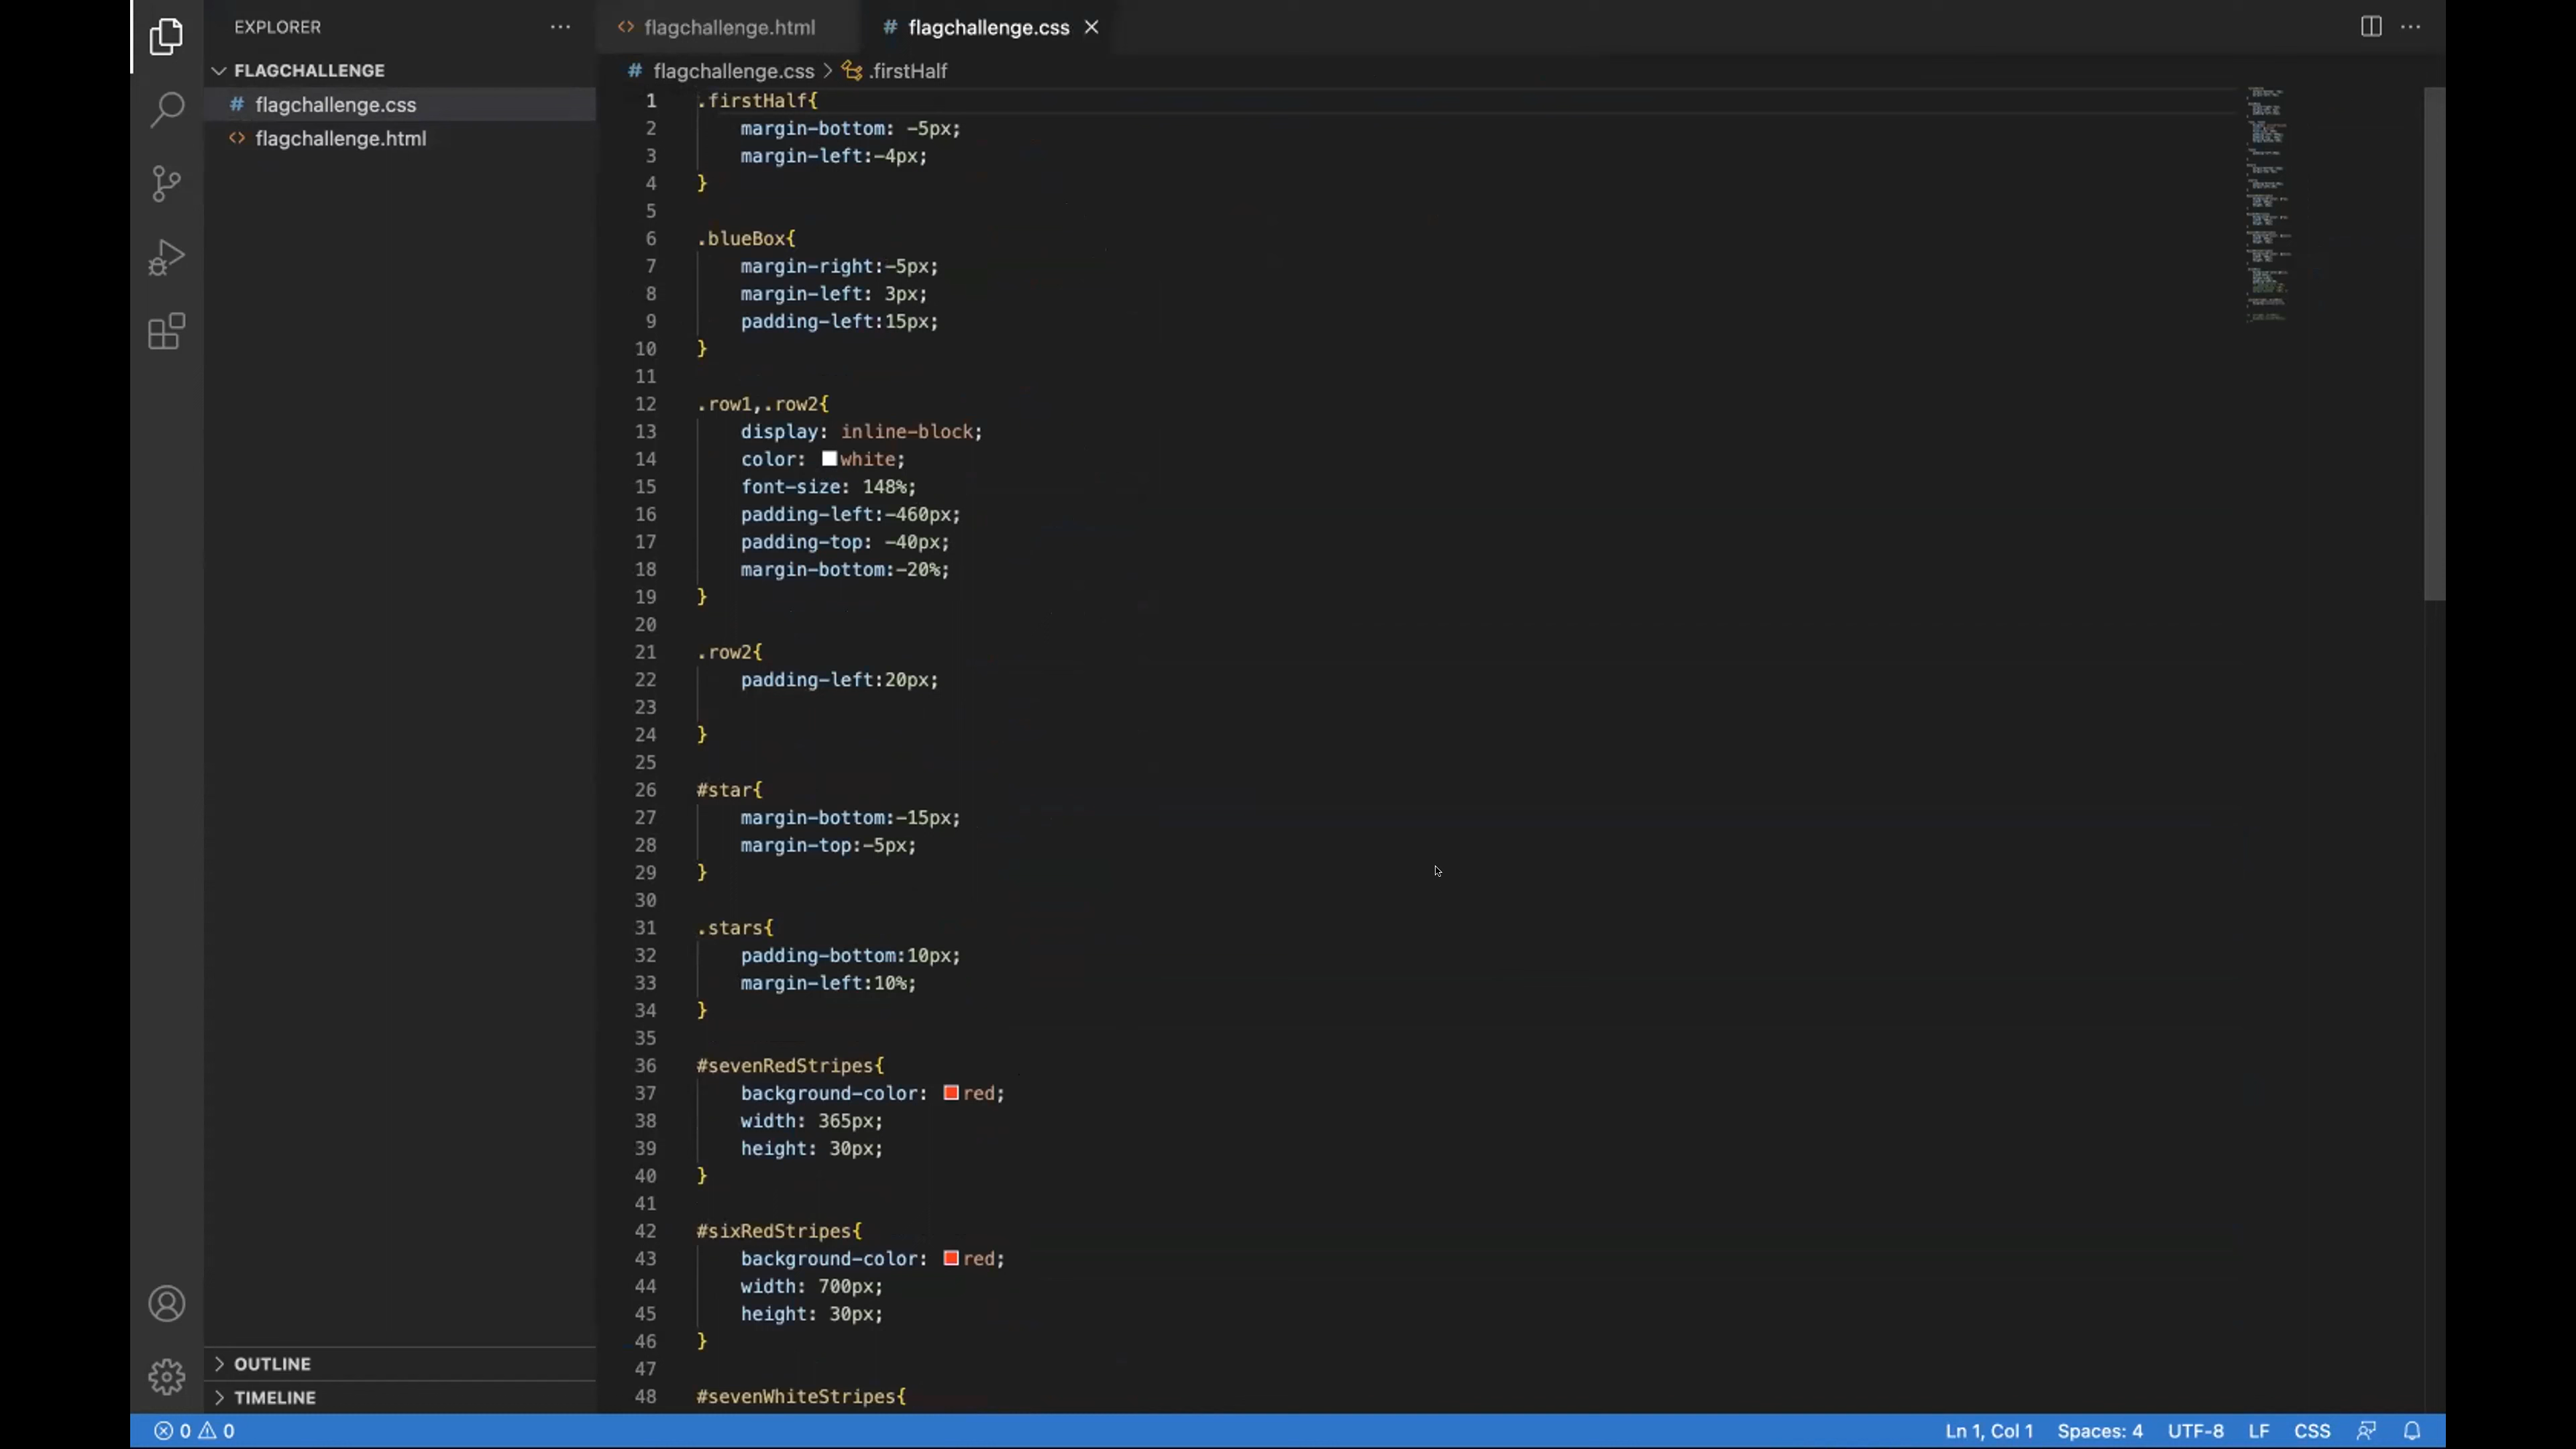 EXPLORER
flagchallenge.html
flagchallenge.css
FLAGCHALLENGE
flagchallenge.css
flagchallenge.html
flagchallenge.css > .firstHalf
1 .firstHalf{
2 margin-bottom: -5px;
3 margin-left:-4px;
4 }
5
6 .blueBox{
7 margin-right:-5px;
8 margin-left: 3px;
9 padding-left:15px;
10 }
11
12 .row1,.row2{
13 display: inline-block;
14 color: white;
15 font-size: 148%;
16 padding-left:-460px;
17 padding-top: -40px;
18 margin-bottom:-20%;
19 }
20
21 .row2{
22 padding-left:20px;
23
24 }
25
26 #star{
27 margin-bottom:-15px;
28 margin-top:-5px;
29 }
30
31 .stars{
32 padding-bottom:10px;
33 margin-left:10%;
34 }
35
36 #sevenRedStripes{
37 background-color: red;
38 width: 365px;
39 height: 30px;
40 }
41
42 #sixRedStripes{
43 background-color: red;
44 width: 700px;
45 height: 30px;
46 }
47
48 #sevenWhiteStripes{
OUTLINE
TIMELINE
0 0
Ln 1, Col 1 Spaces: 4 UTF-8 LF CSS